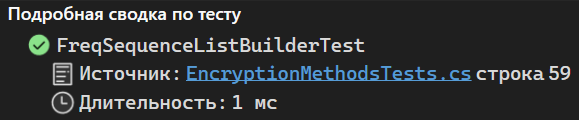 Подробная сводка по тесту
FreqSequenceListBuilderTest
Источник: EncryptionMethodsTests.cs строка 59
Длительность: 1 мс